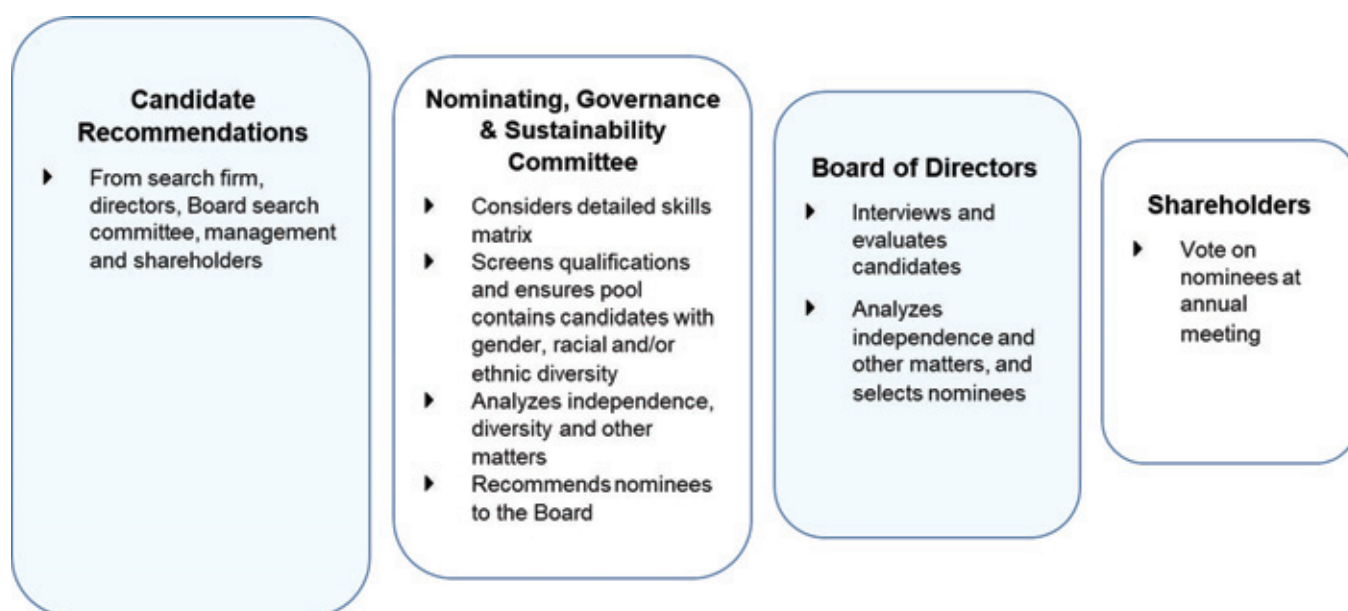 Candidate
Recommendations
From search firm,
directors, Board search
committee, management
and shareholders
Nominating, Governance
& Sustainability
Committee
Considers detailed skills
matrix
Screens qualifications
and ensures pool
contains candidates with
gender, racial and/or
ethnic diversity
Analyzes independence,
diversity and other
matters
Recommends nominees
to the Board
Board of Directors
Interviews and
evaluates
candidates
Analyzes
independence and
other matters, and
selects nominees
Shareholders
Vote on
nominees at
annual
meeting